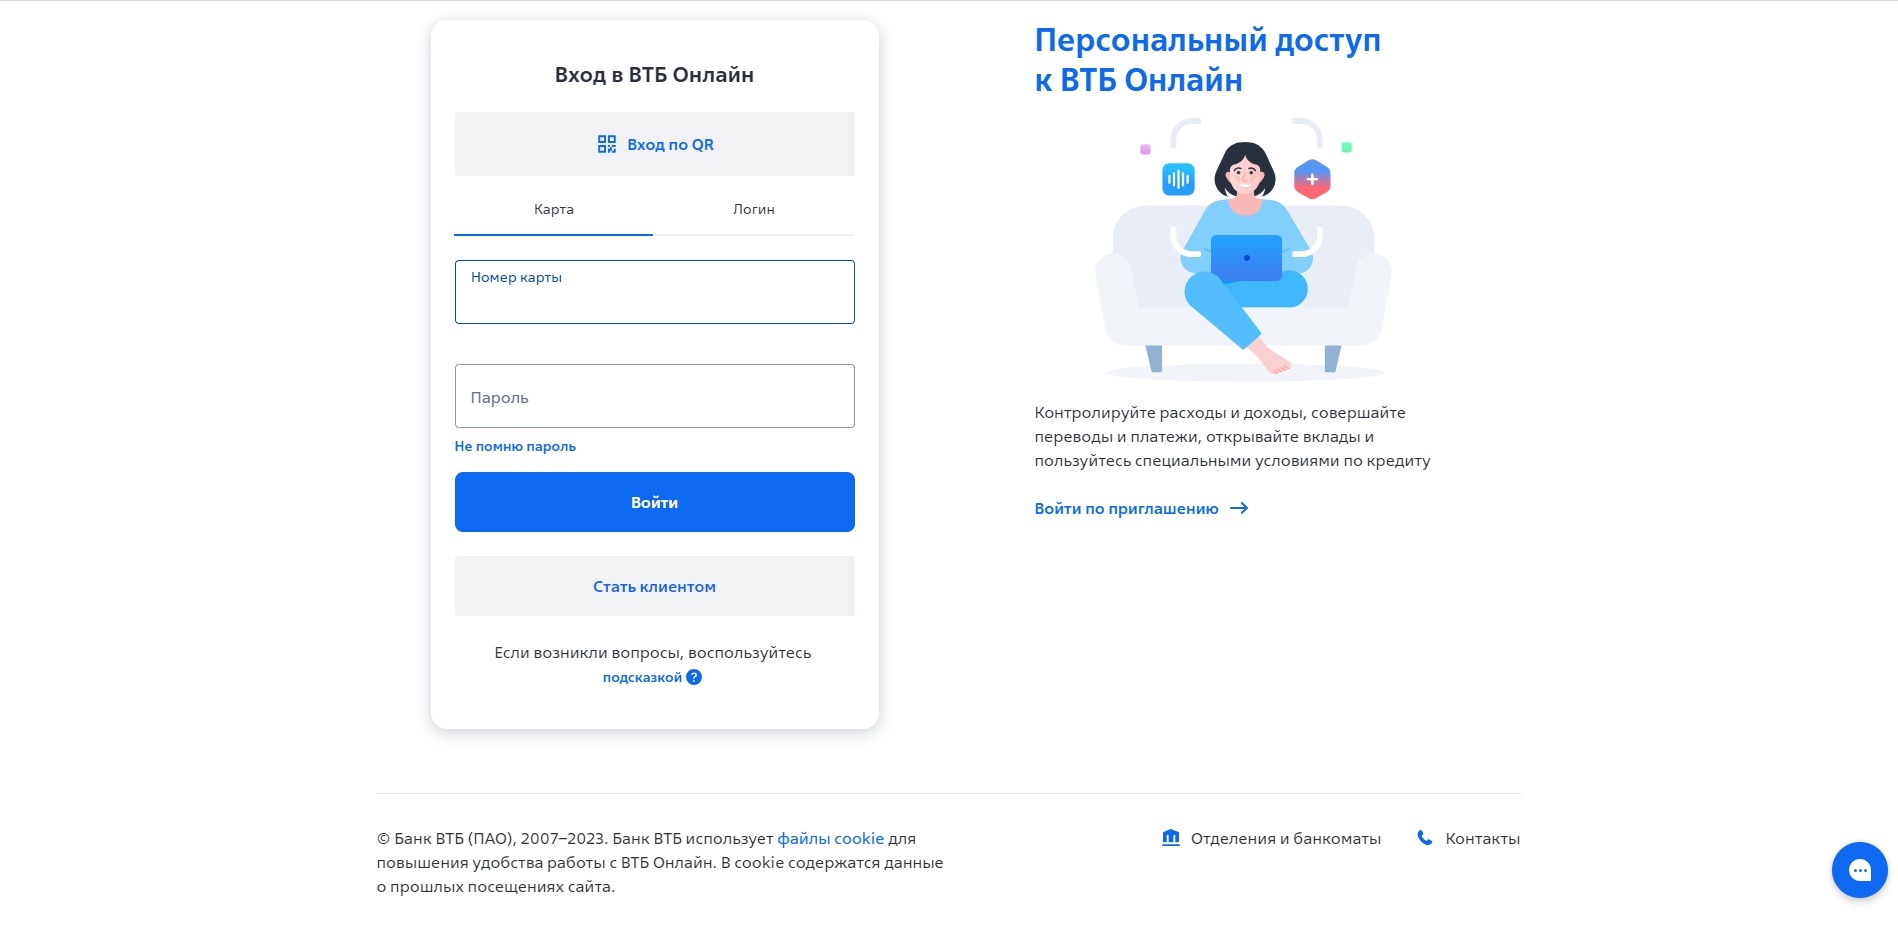 Вход в ВТБ Онлайн
Вход по QR
Карта
Логин
Номер карты
Пароль
Не помню пароль
Войти
Стать клиентом
Если возникли вопросы, воспользуйтесь
подсказкой ?
Персональный доступ
к ВТБ Онлайн
Контролируйте расходы и доходы, совершайте
переводы и платежи, открывайте вклады и
пользуйтесь специальными условиями по кредиту
Войти по приглашению →
© Банк ВТБ (ПАО), 2007–2023. Банк ВТБ использует файлы cookie для
повышения удобства работы с ВТБ Онлайн. В cookie содержатся данные
о прошлых посещениях сайта.
Отделения и банкоматы
Контакты